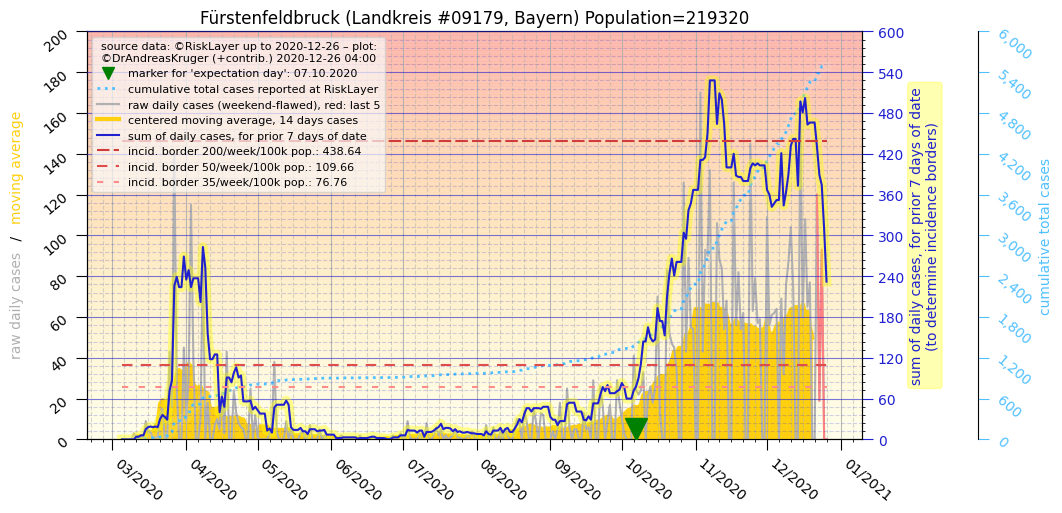 Fürstenfeldbruck (Landkreis #09179, Bayern) Population=219320
source data: ©RiskLayer up to 2020-12-26 – plot:
©DrAndreasKruger (+contrib.) 2020-12-26 04:00
marker for 'expectation day': 07.10.2020
cumulative total cases reported at RiskLayer
raw daily cases (weekend-flawed), red: last 5
centered moving average, 14 days cases
sum of daily cases, for prior 7 days of date
incid. border 200/week/100k pop.: 438.64
incid. border 50/week/100k pop.: 109.66
incid. border 35/week/100k pop.: 76.76
raw daily cases / moving average
200
180
160
140
120
100
80
60
40
20
0
600
540
480
420
360
300
240
180
120
60
0
sum of daily cases, for prior 7 days of date
(to determine incidence borders)
6,000
5,400
4,800
4,200
3,600
3,000
2,400
1,800
1,200
600
0
cumulative total cases
03/2020
04/2020
05/2020
06/2020
07/2020
08/2020
09/2020
10/2020
11/2020
12/2020
01/2021